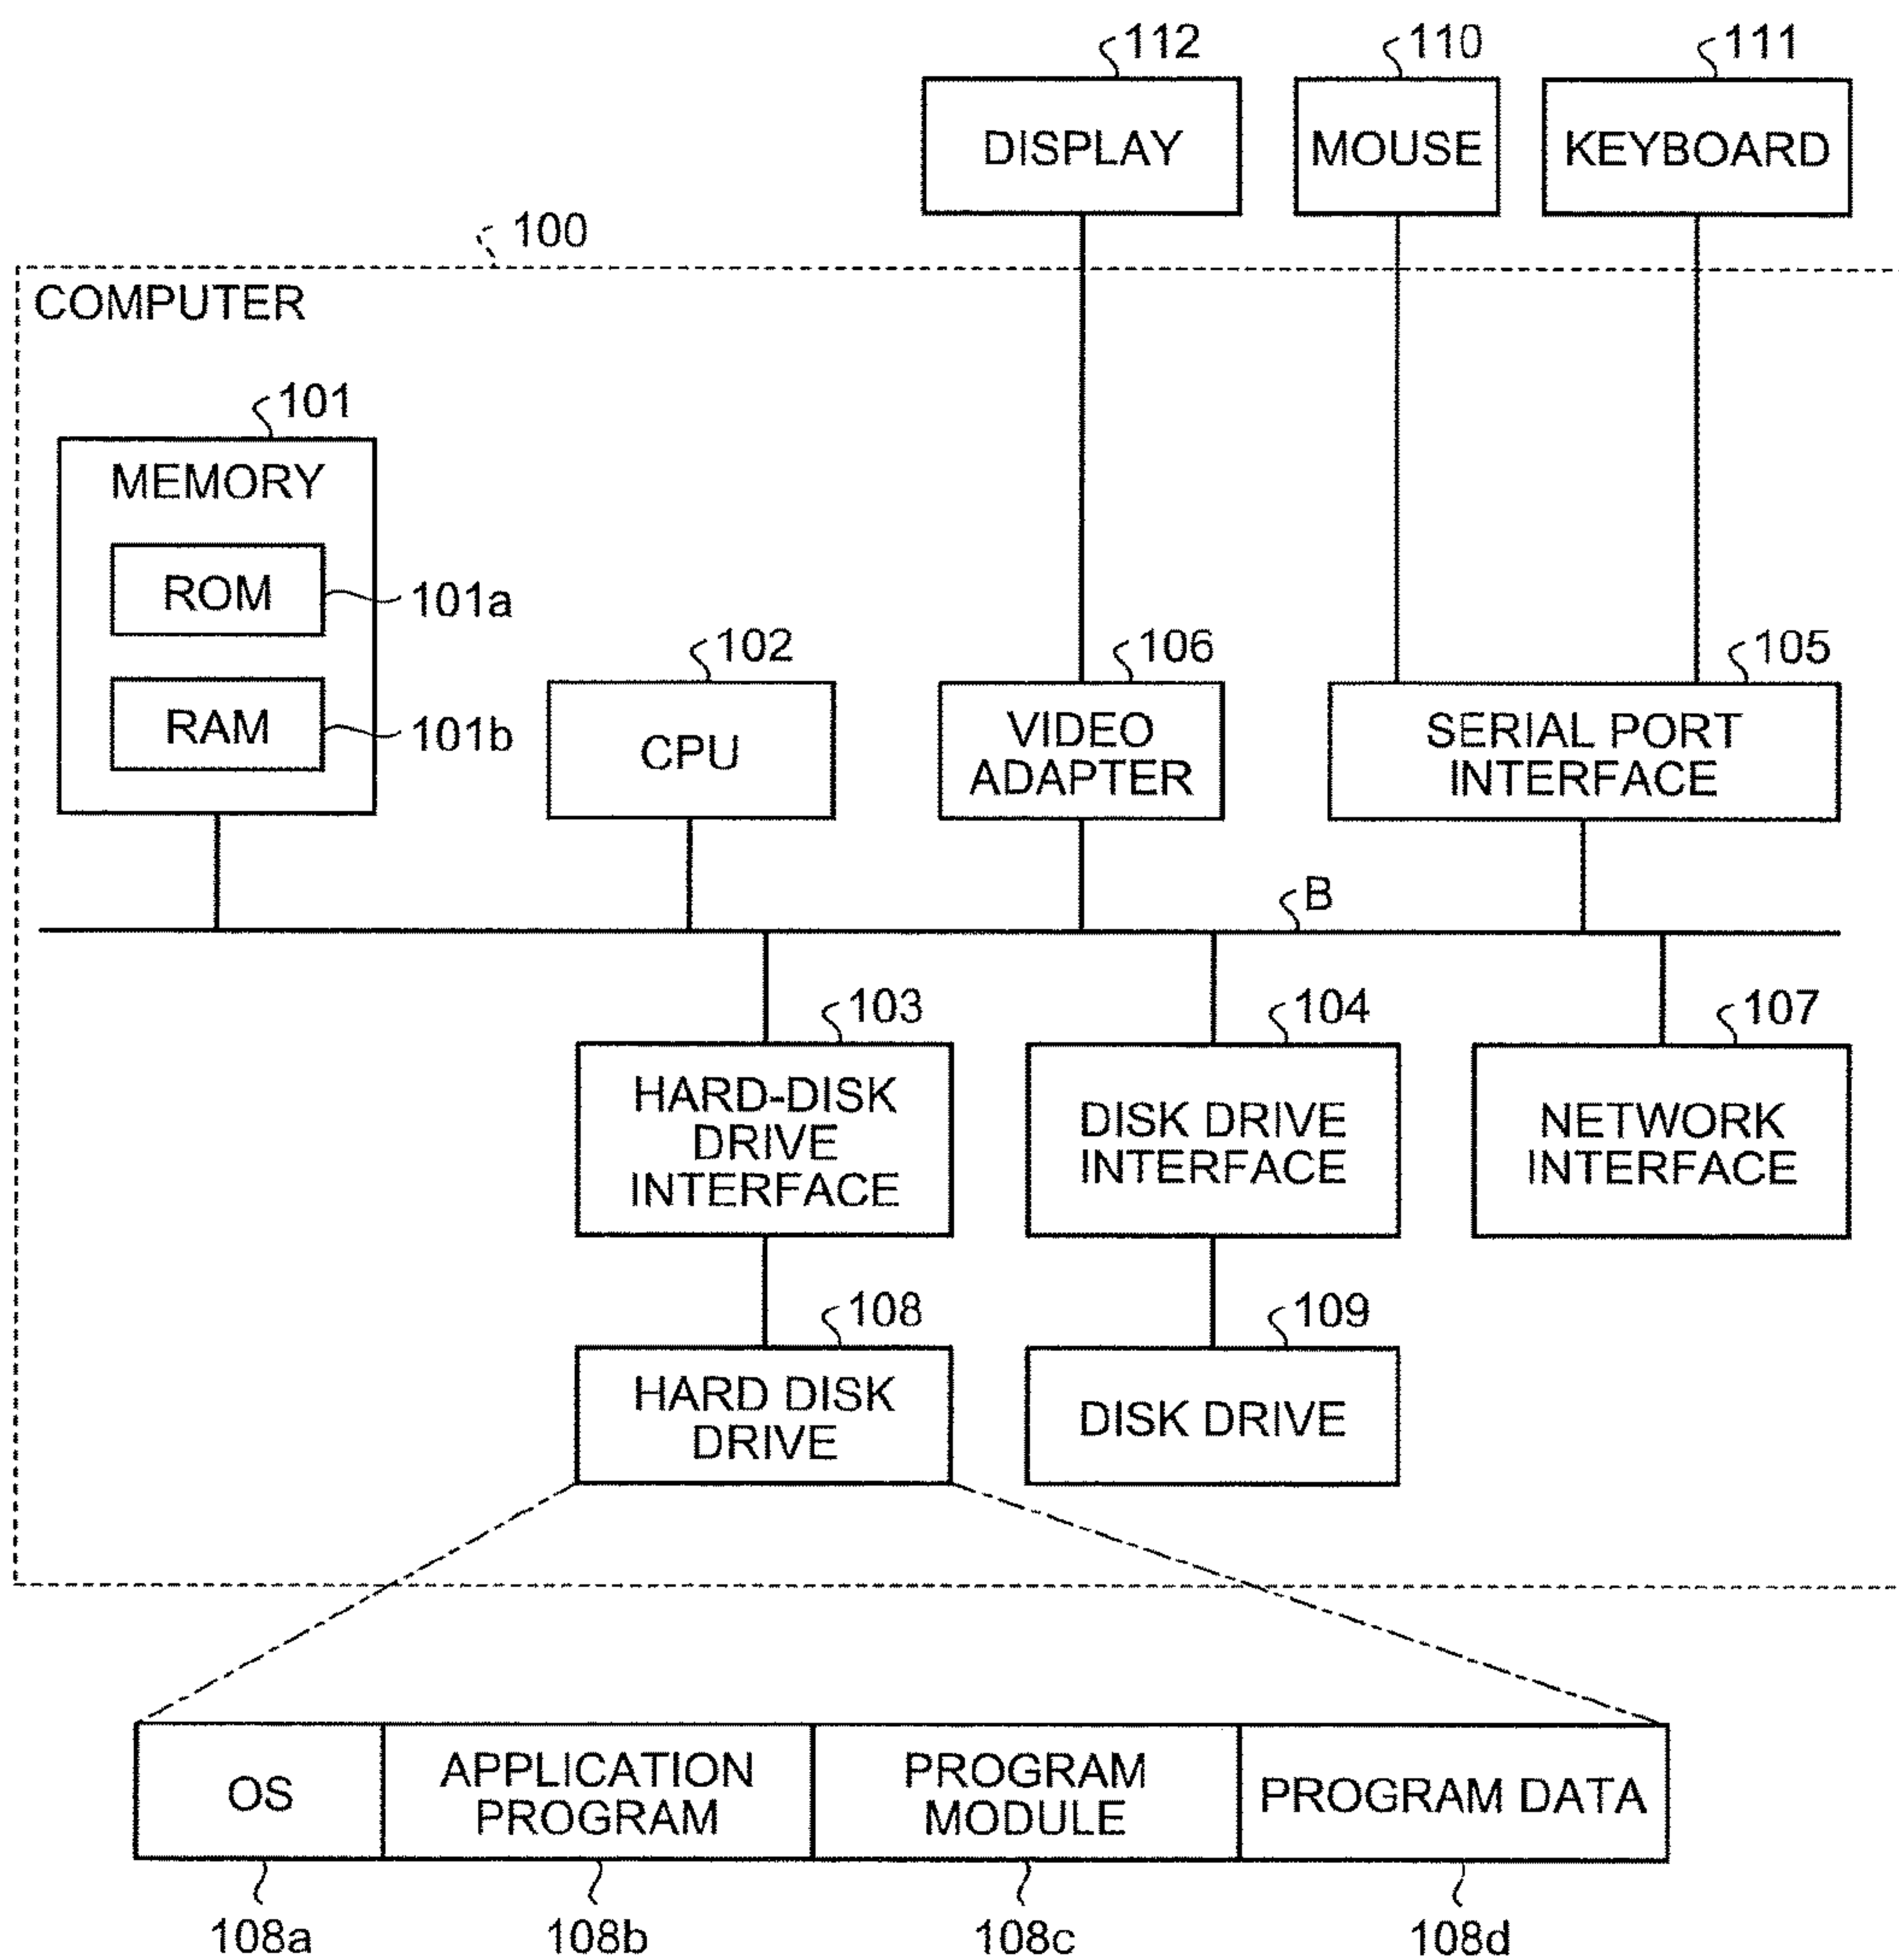 112
110
111
DISPLAY
MOUSE
KEYBOARD
100
COMPUTER
101
MEMORY
ROM
101a
RAM
101b
102
CPU
106
VIDEO
ADAPTER
105
SERIAL PORT
INTERFACE
B
103
HARD-DISK
DRIVE
INTERFACE
104
DISK DRIVE
INTERFACE
107
NETWORK
INTERFACE
108
HARD DISK
DRIVE
109
DISK DRIVE
OS
APPLICATION
PROGRAM
PROGRAM
MODULE
PROGRAM DATA
108a
108b
108c
108d